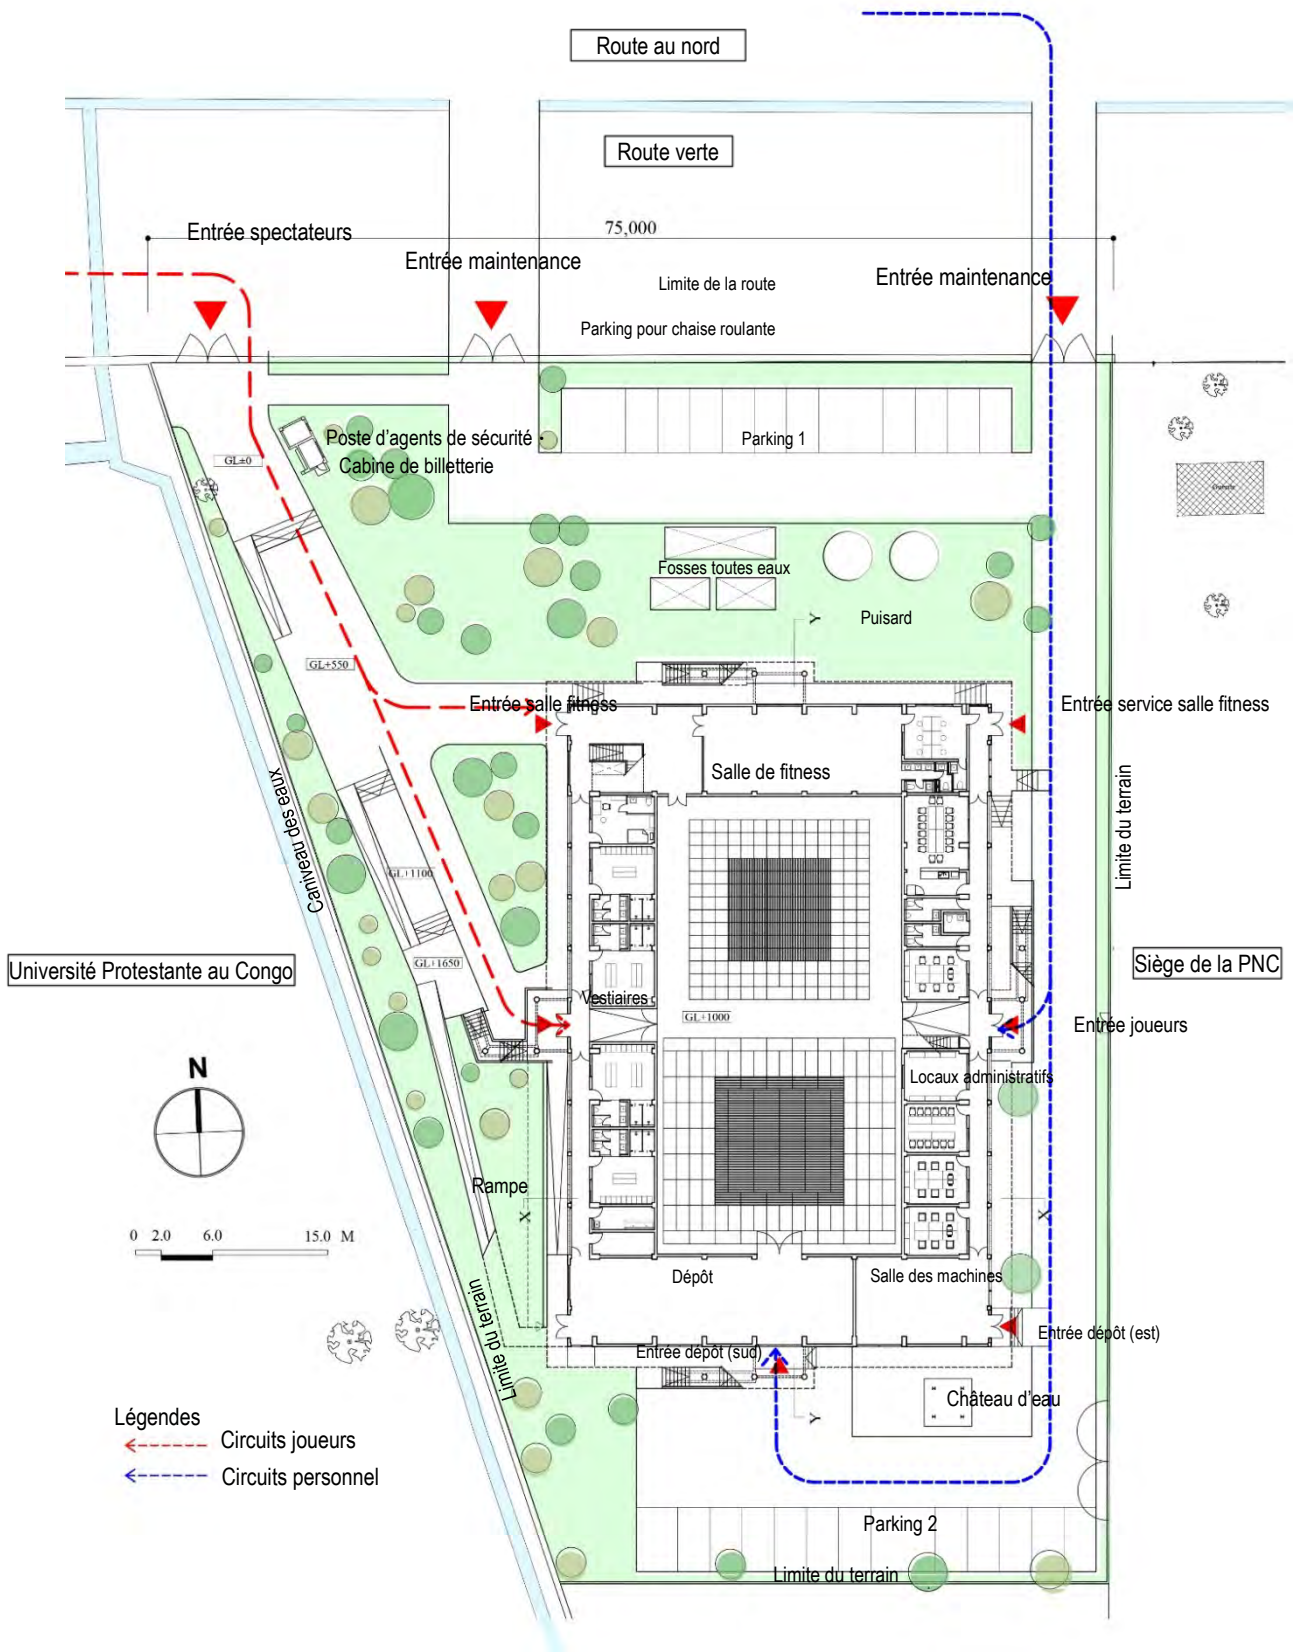 Route au nord
Route verte
75,000
Entrée spectateurs
Entrée maintenance
Limite de la route
Entrée maintenance
Parking pour chaise roulante
Poste d'agents de sécurité
Cabine de billetterie
Parking 1
GL±0
Fosses toutes eaux
Puisard
Y
GL+550
Entrée salle fitness
Entrée service salle fitness
Salle de fitness
Caniveau des eaux
Limite du terrain
GL+1100
GL+1650
Université Protestante au Congo
Siège de la PNC
Vestiaires
GL+1000
Entrée joueurs
N
Locaux administratifs
Rampe
X
X
0 2.0 6.0 15.0 M
Dépôt
Salle des machines
Limite du terrain
Entrée dépôt (est)
Entrée dépôt (sud)
Château d'eau
Y
Légendes
Circuits joueurs
Circuits personnel
Parking 2
Limite du terrain